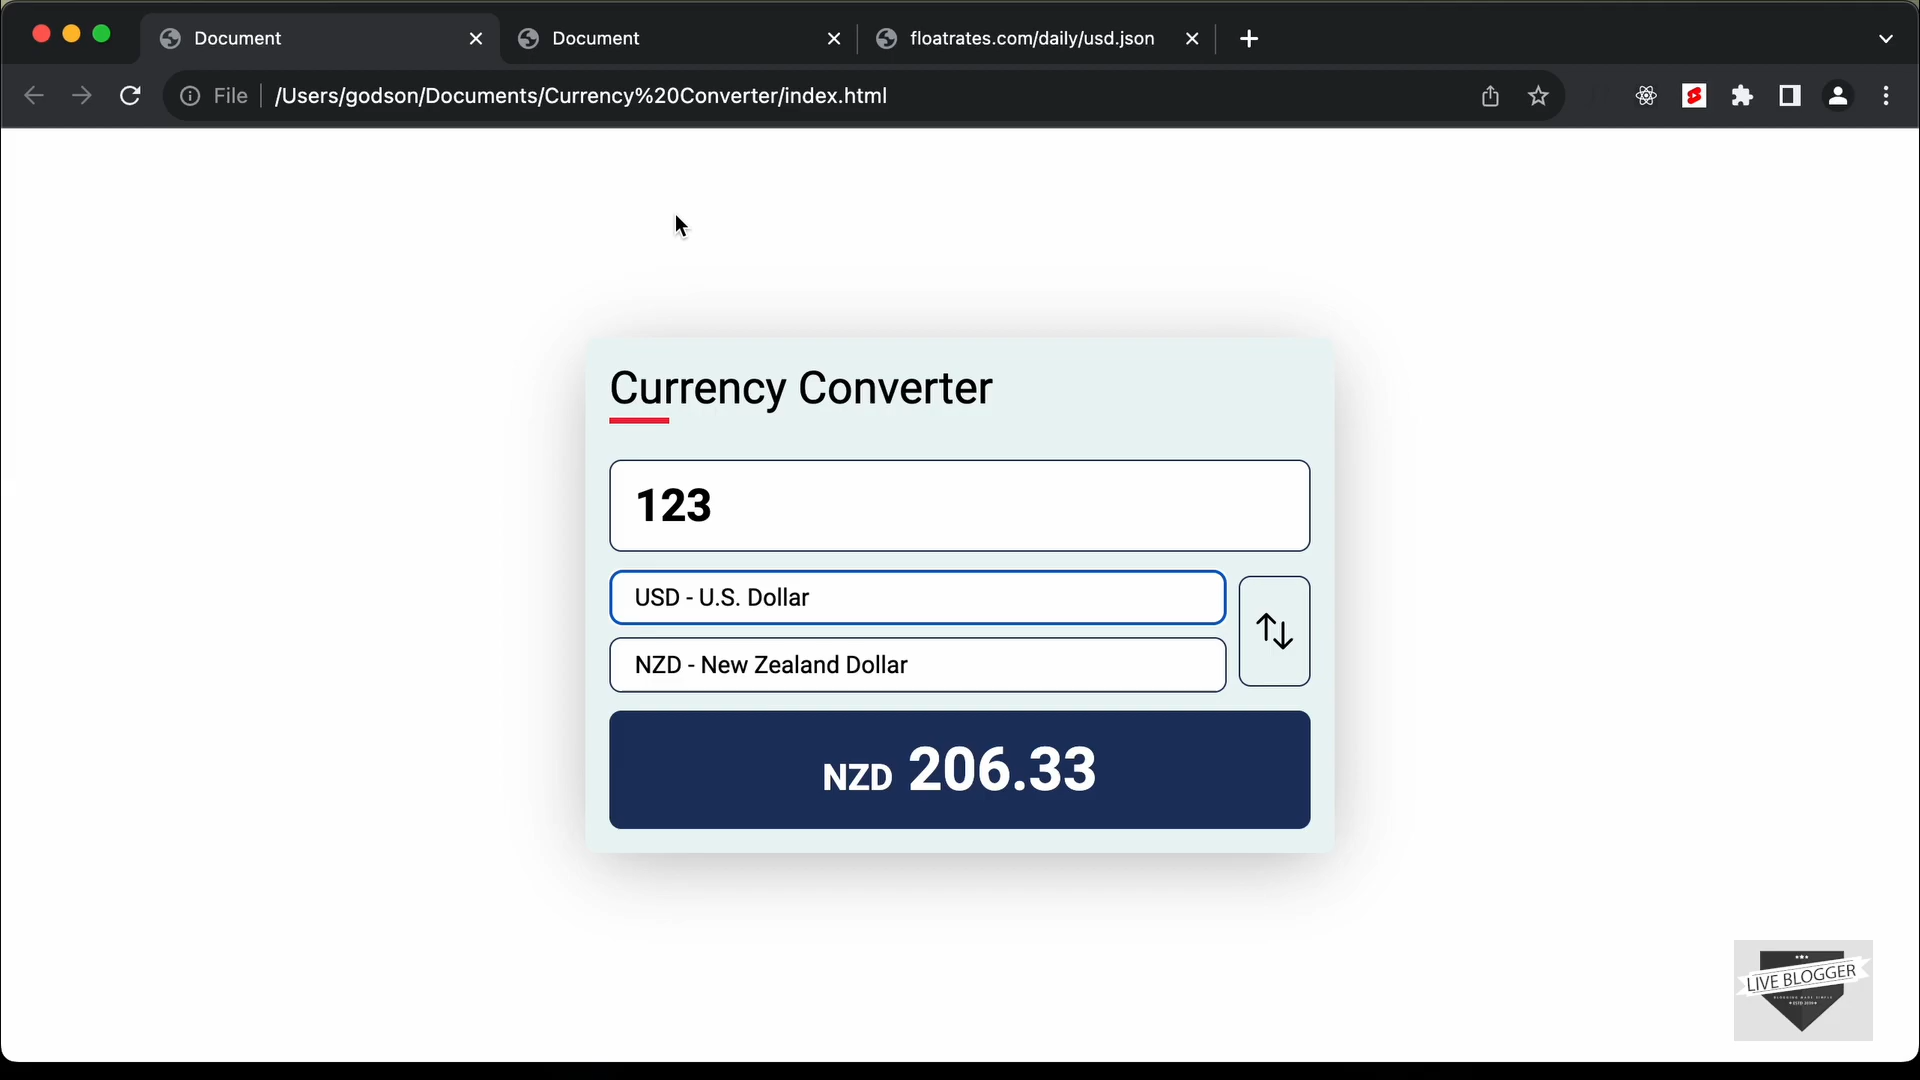 Document
Document
floatrates.com/daily/usd.json
File
/Users/godson/Documents/Currency%20Converter/index.html
Currency Converter
123
USD - U.S. Dollar
NZD - New Zealand Dollar
NZD 206.33
LIVE BLOGGER